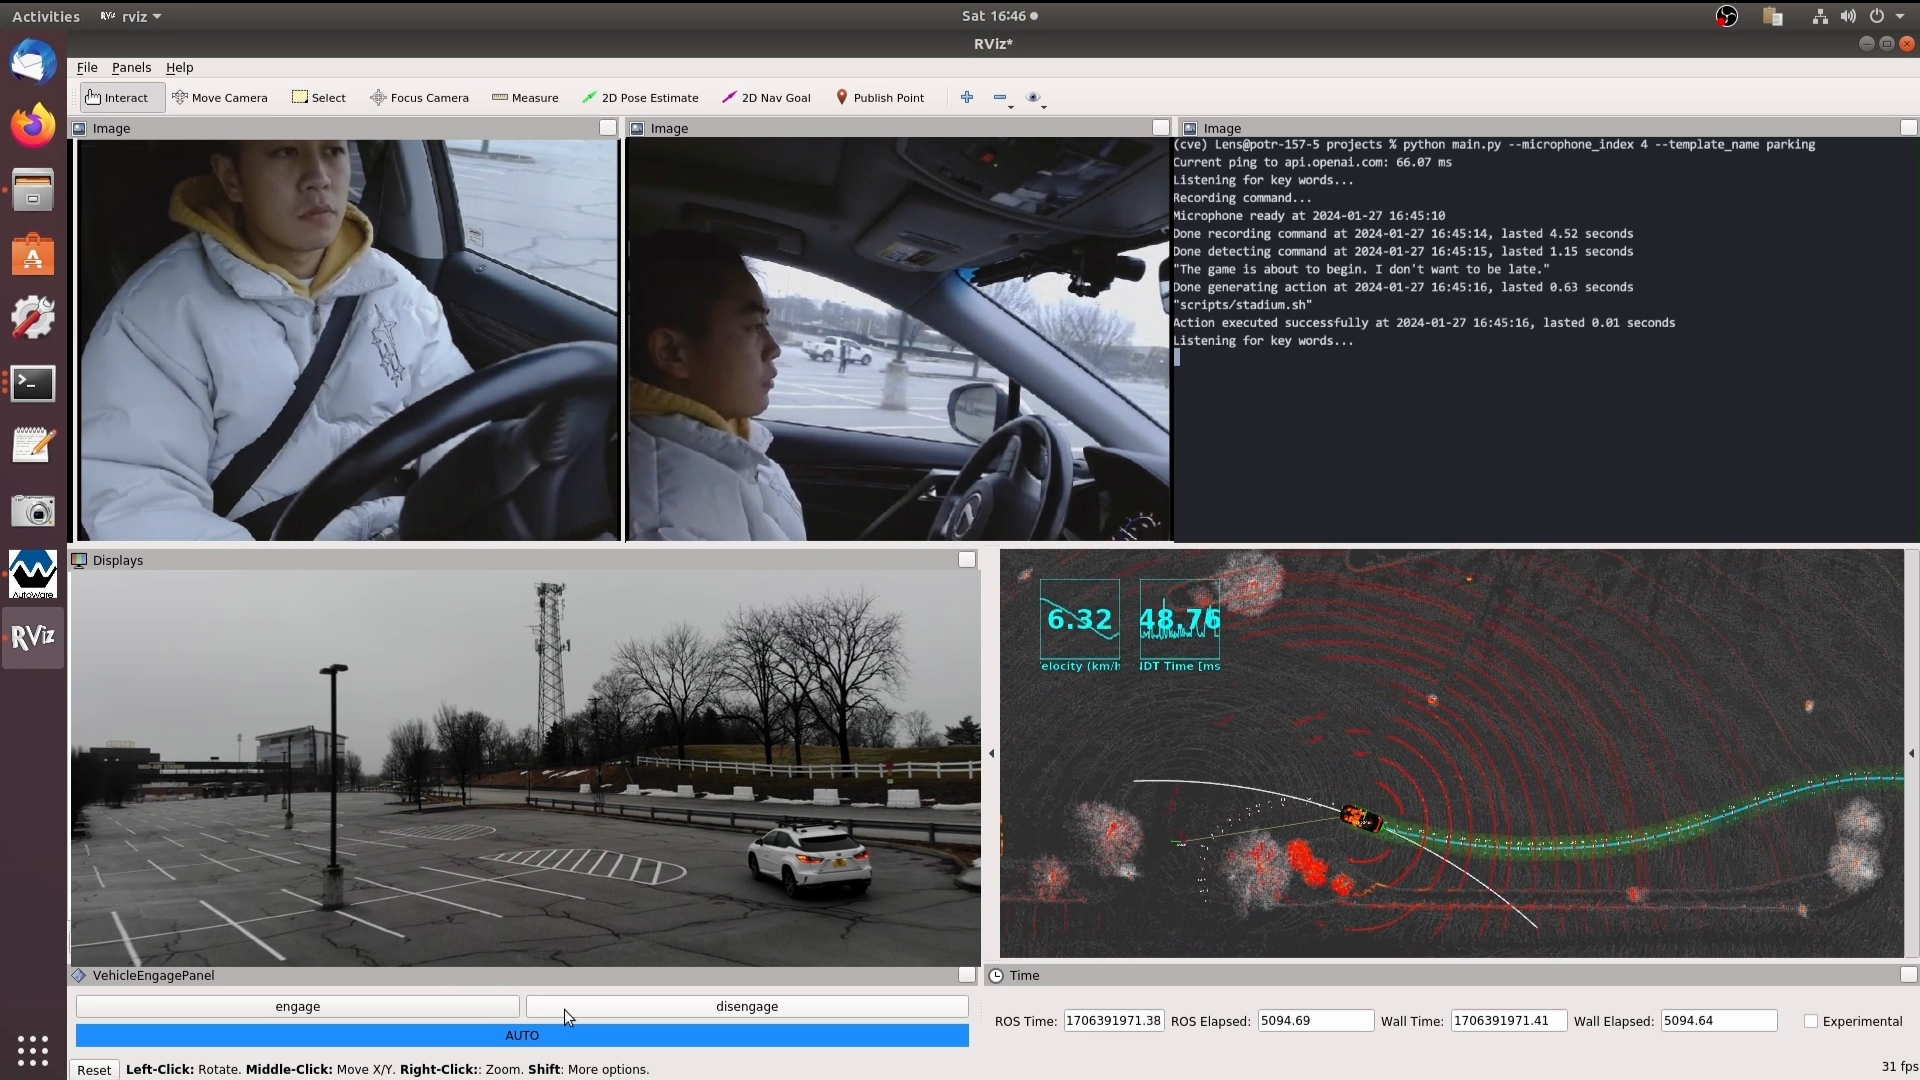 Activities
rviz
Sat 16:46
RViz*
File Panels Help
Interact Move Camera Select Focus Camera Measure 2D Pose Estimate 2D Nav Goal Publish Point
Image
Image
Image
(cve) Lens@potr-157-5 projects % python main.py --microphone_index 4 --template_name parking
Current ping to api.openai.com: 66.07 ms
Listening for key words...
Recording command...
Microphone ready at 2024-01-27 16:45:10
Done recording command at 2024-01-27 16:45:14, lasted 4.52 seconds
Done detecting command at 2024-01-27 16:45:15, lasted 1.15 seconds
"The game is about to begin. I don't want to be late."
Done generating action at 2024-01-27 16:45:16, lasted 0.63 seconds
"scripts/stadium.sh"
Action executed successfully at 2024-01-27 16:45:16, lasted 0.01 seconds
Listening for key words...
Displays
6.32
elocity (km/h
48.76
IDT Time [ms
AutoWare
RViz
VehicleEngagePanel
engage
disengage
AUTO
Time
ROS Time: 1706391971.38 ROS Elapsed: 5094.69 Wall Time: 1706391971.41 Wall Elapsed: 5094.64 Experimental
Reset Left-Click: Rotate. Middle-Click: Move X/Y. Right-Click:: Zoom. Shift: More options.
31 fps